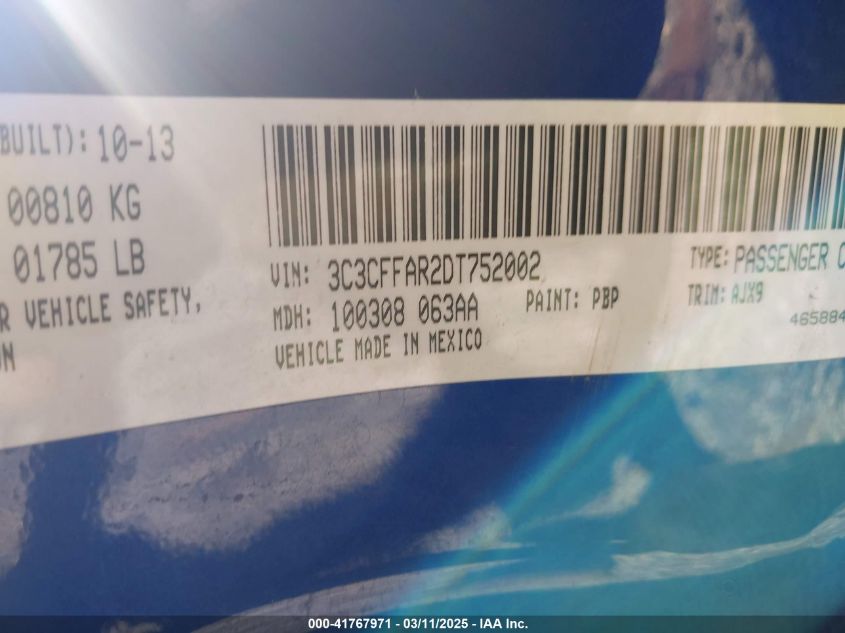 BUILT): 10-13
00810 KG
01785 LB
R VEHICLE SAFETY,
ON
VIN: 3C3CFFAR2DT752002
MDH: 100308 063AA PAINT: PBP
VEHICLE MADE IN MEXICO
TYPE: PASSENGER C
TRIM: AJX9
465884
000-41767971 - 03/11/2025 - IAA Inc.